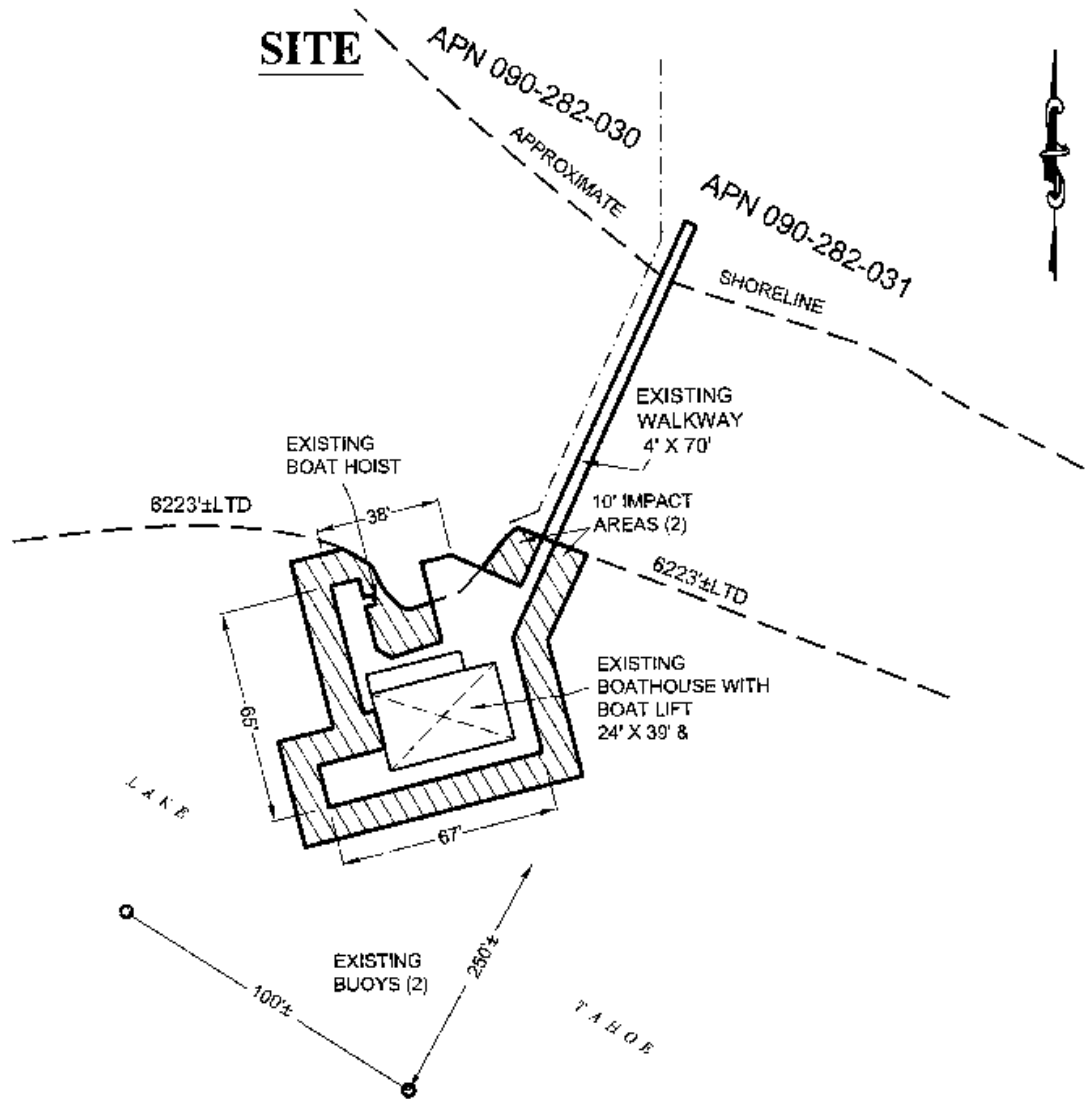 SITE
APN 090-282-030
APPROXIMATE
APN 090-282-031
SHORELINE
EXISTING
WALKWAY
4' X 70'
EXISTING
BOAT HOIST
6223'±LTD
38'
10' IMPACT
AREAS (2)
6223'±LTD
EXISTING
BOATHOUSE WITH
BOAT LIFT
24' X 39' &
65'
LAKE
67'
EXISTING
BUOYS (2)
250'±
100'±
TAHOE